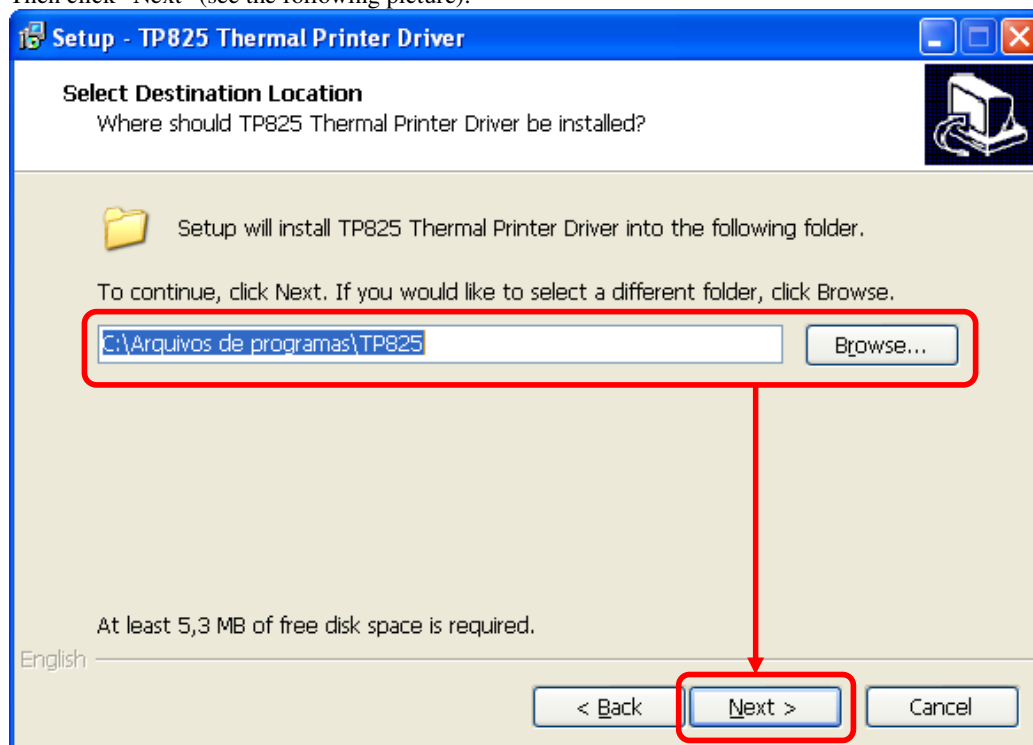 Then click "Next" (see the following picture).
Setup - TP825 Thermal Printer Driver
Select Destination Location
Where should TP825 Thermal Printer Driver be installed?
Setup will install TP825 Thermal Printer Driver into the following folder.
To continue, click Next. If you would like to select a different folder, click Browse.
C:\Arquivos de programas\TP825
Browse...
At least 5,3 MB of free disk space is required.
English
< Back
Next >
Cancel